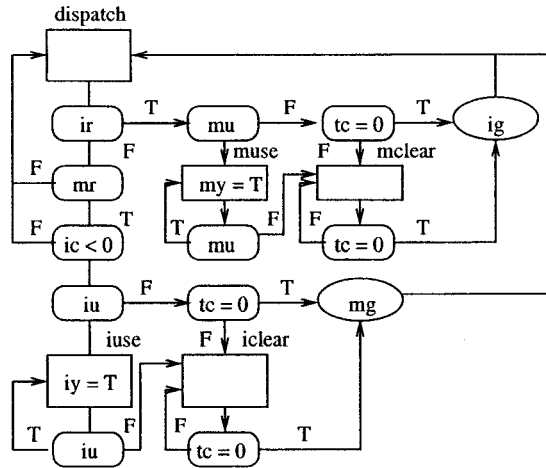 dispatch
T F T
ir mu tc = 0 ig
F muse F mclear
F mr my = T
F T T F F T
ic < 0 mu tc = 0
F T
iu tc = 0 mg
iuse F iclear
iy = T
T F F T
iu tc = 0